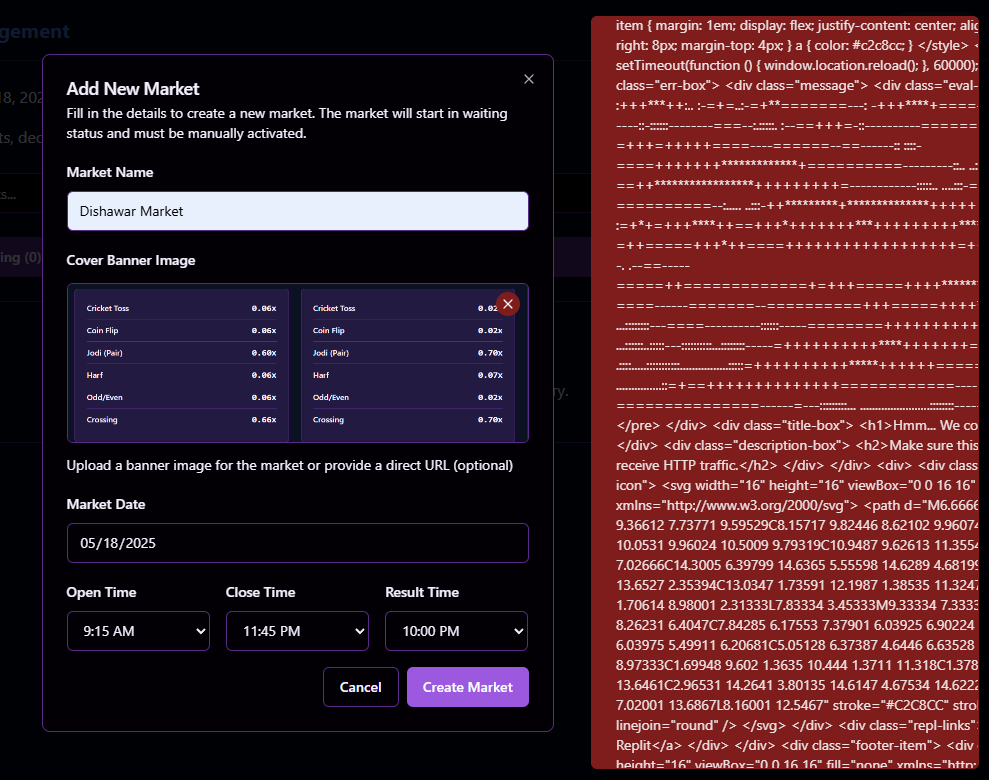 gement
18, 202
ts, dec
s...
ing (0)
ry.
Add New Market
Fill in the details to create a new market. The market will start in waiting
status and must be manually activated.
Market Name
Dishawar Market
Cover Banner Image
Cricket Toss 0.06x
Coin Flip 0.06x
Jodi (Pair) 0.60x
Harf 0.06x
Odd/Even 0.06x
Crossing 0.66x
Cricket Toss 0.02
Coin Flip 0.02x
Jodi (Pair) 0.70x
Harf 0.07x
Odd/Even 0.02x
Crossing 0.70x
Upload a banner image for the market or provide a direct URL (optional)
Market Date
05/18/2025
Open Time
Close Time
Result Time
9:15 AM
11:45 PM
10:00 PM
Cancel
Create Market
item { margin: 1em; display: flex; justify-content: center; alig
right: 8px; margin-top: 4px; } a { color: #c2c8cc; } </style> <
setTimeout(function () { window.location.reload(); }, 60000);
class="err-box"> <div class="message"> <div class="eval-
</pre> </div> <div class="title-box"> <h1>Hmm... We co
</div> <div class="description-box"> <h2>Make sure this
receive HTTP traffic.</h2> </div> </div> <div> <div class
icon"> <svg width="16" height="16" viewBox="0 0 16 16"
xmlns="http://www.w3.org/2000/svg"> <path d="M6.6666
9.36612 7.73771 9.59529C8.15717 9.82446 8.62102 9.96074
10.0531 9.96024 10.5009 9.79319C10.9487 9.62613 11.3554
7.02666C14.3005 6.39799 14.6365 5.55598 14.6289 4.68199
13.6527 2.35394C13.0347 1.73591 12.1987 1.38535 11.3247
1.70614 8.98001 2.31333L7.83334 3.45333M9.33334 7.3333
8.26231 6.4047C7.84285 6.17553 7.37901 6.03925 6.90224
6.03975 5.49911 6.20681C5.05128 6.37387 4.6446 6.63528
8.97333C1.69948 9.602 1.3635 10.444 1.3711 11.318C1.378
13.6461C2.96531 14.2641 3.80135 14.6147 4.67534 14.6222
7.02001 13.6867L8.16001 12.5467" stroke="#C2C8CC" strok
linejoin="round" /> </svg> </div> <div class="repl-links"
Replit</a> </div> </div> <div class="footer-item"> <div c
height="16" viewBox="0 0 16 16" fill="none" xmlns="http: